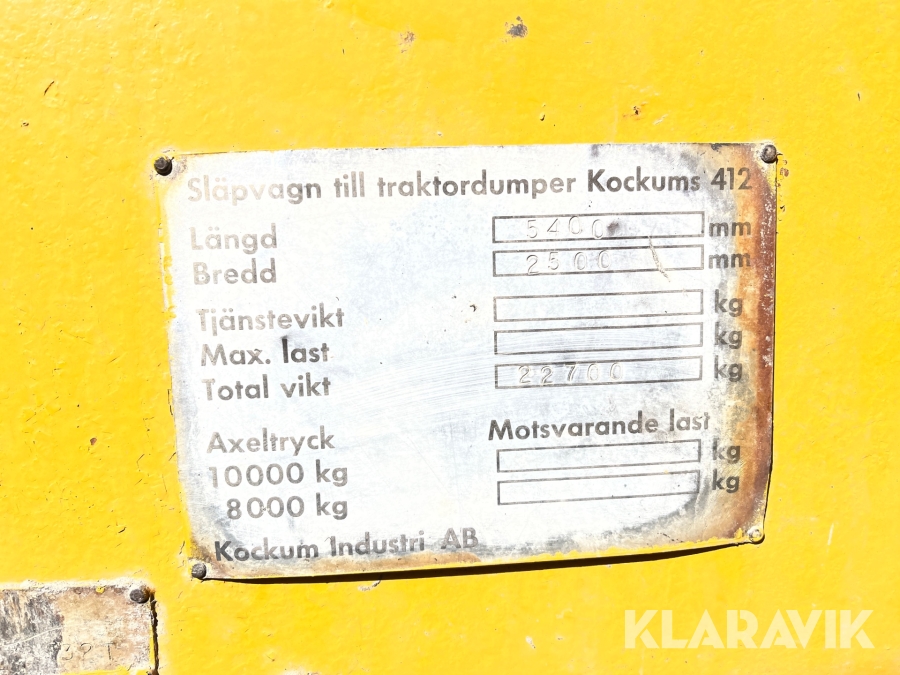 Släpvagn till traktordumper Kockums 412
Längd 5400 mm
Bredd 2500 mm
Tjänstevikt kg
Max. last kg
Total vikt 22700 kg
Axeltryck Motsvarande last
10000 kg kg
8000 kg kg
Kockum Industri AB
KLARAVIK